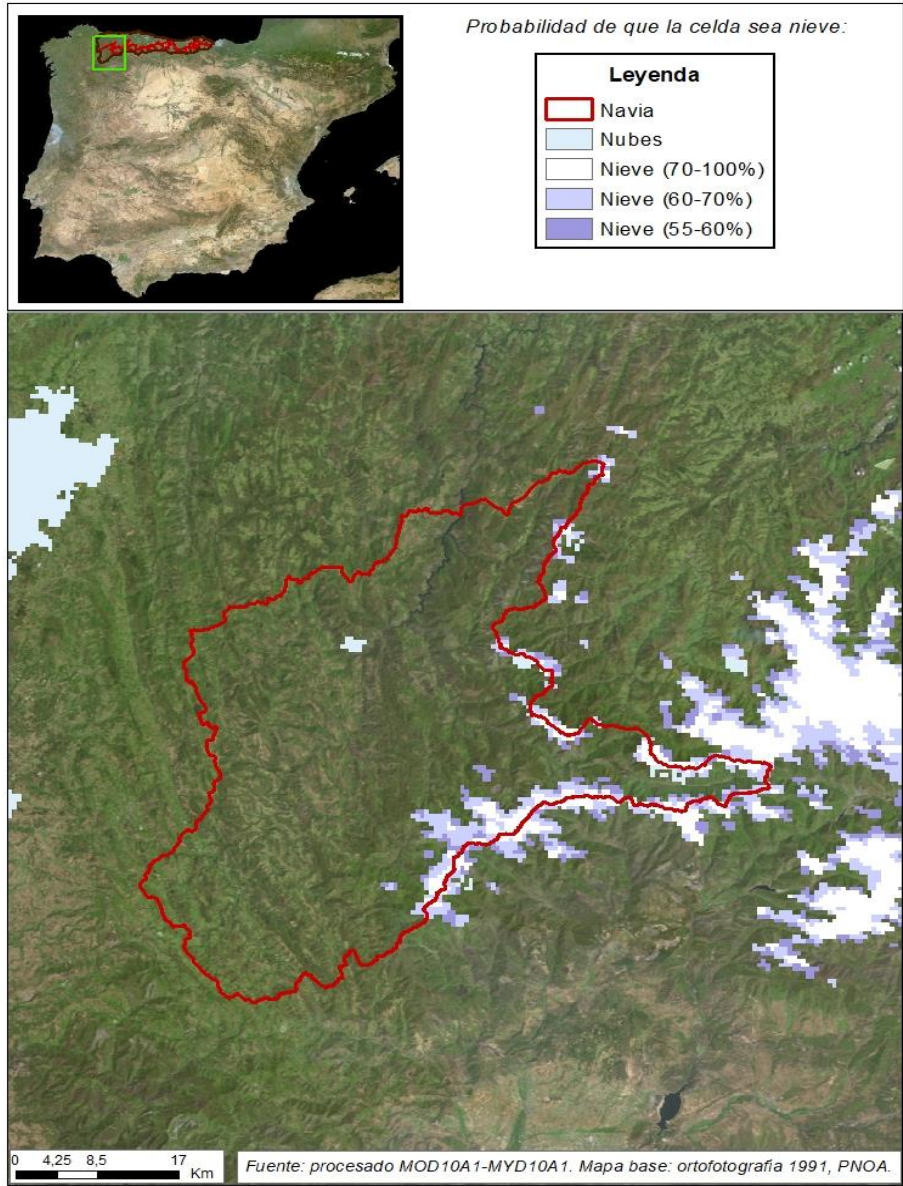 Probabilidad de que la celda sea nieve:
Leyenda
Navia
Nubes
Nieve (70-100%)
Nieve (60-70%)
Nieve (55-60%)
0 4,25 8,5 17
Km
Fuente: procesado MOD10A1-MYD10A1. Mapa base: ortofotografía 1991, PNOA.